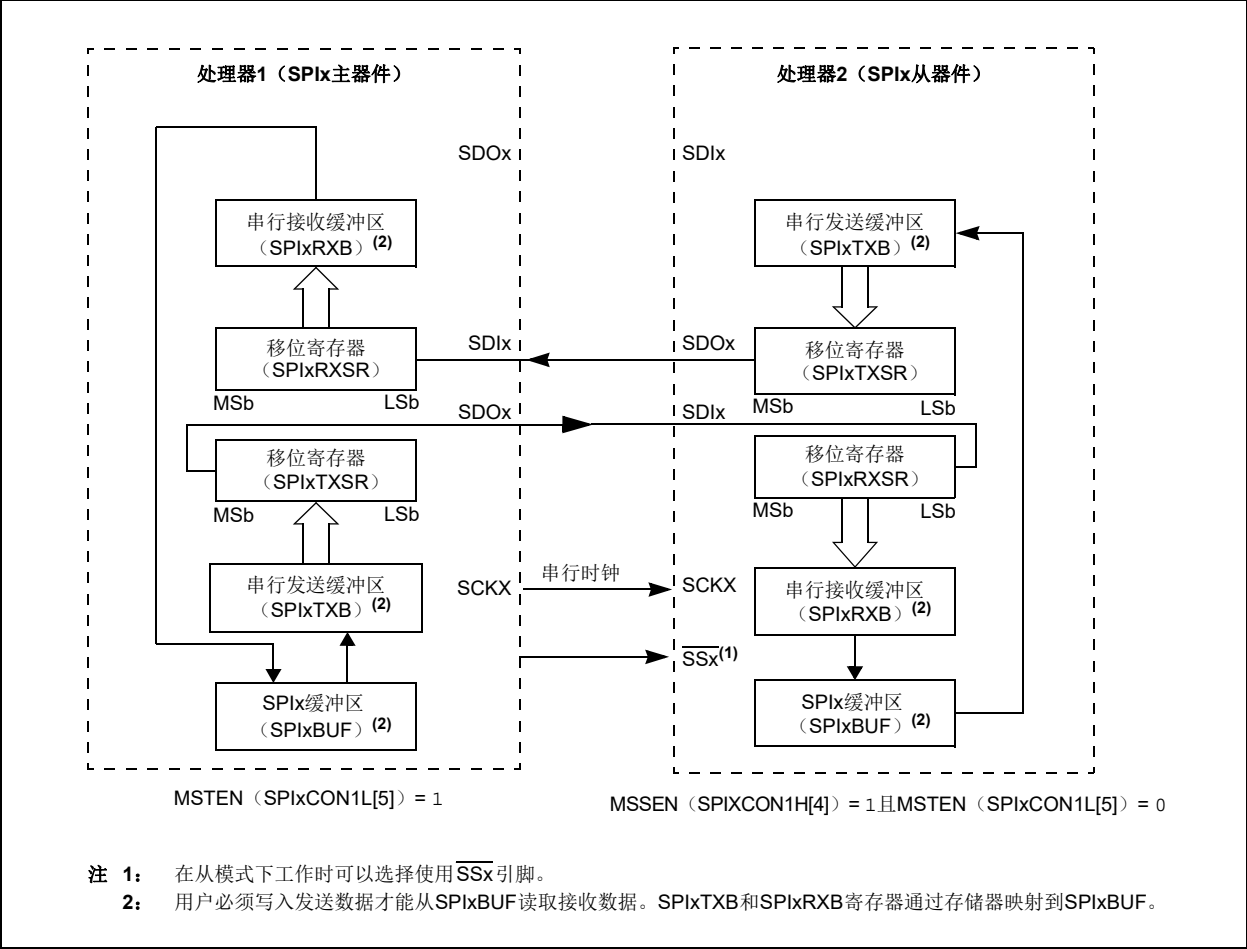 处理器1（SPIx主器件）
SDOx
串行接收缓冲区
（SPIxRXB）(2)
移位寄存器
（SPIxRXSR）
SDIx
MSb
LSb
SDOx
移位寄存器
（SPIxTXSR）
MSb
LSb
串行发送缓冲区
（SPIxTXB）(2)
SCKX
SPIx缓冲区
（SPIxBUF）(2)
MSTEN（SPIxCON1L[5]）= 1
串行时钟
处理器2（SPIx从器件）
SDIx
串行发送缓冲区
（SPIxTXB）(2)
SDOx
移位寄存器
（SPIxTXSR）
MSb
LSb
SDIx
移位寄存器
（SPIxRXSR）
MSb
LSb
SCKX
串行接收缓冲区
（SPIxRXB）(2)
SSx(1)
SPIx缓冲区
（SPIxBUF）(2)
MSSEN（SPIXCON1H[4]）= 1且MSTEN（SPIxCON1L[5]）= 0
注 1： 在从模式下工作时可以选择使用SSx引脚。
2： 用户必须写入发送数据才能从SPIxBUF读取接收数据。SPIxTXB和SPIxRXB寄存器通过存储器映射到SPIxBUF。